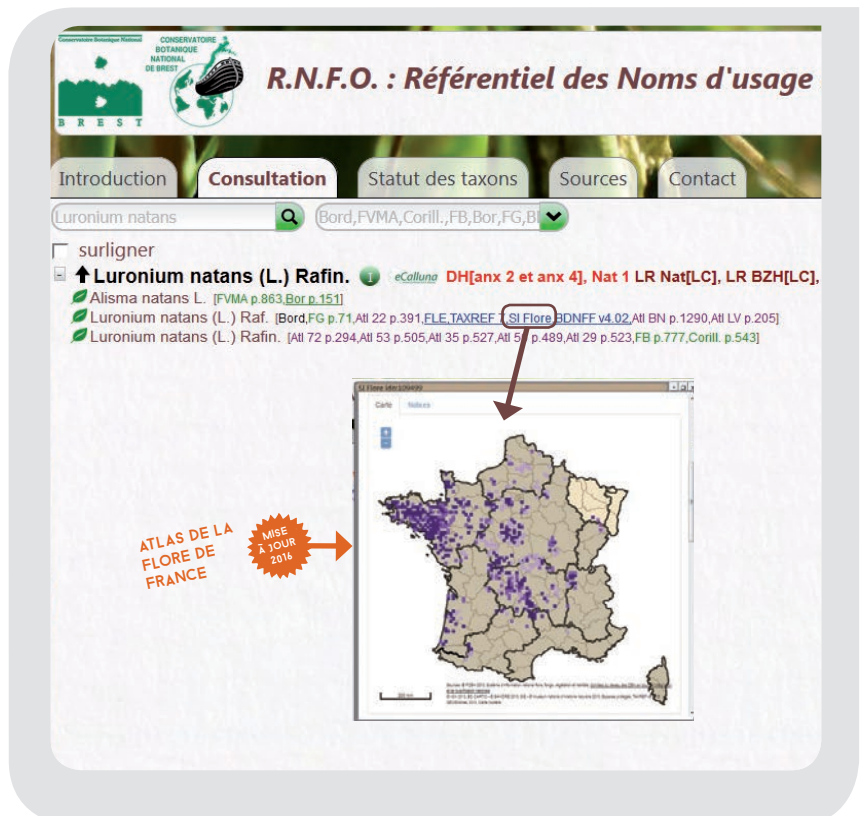 Conservatoire Botanique National
BREST
CONSERVATOIRE
BOTANIQUE
NATIONAL
DE BREST
R.N.F.O. : Référentiel des Noms d'usage
Introduction
Consultation
Statut des taxons
Sources
Contact
Luronium natans
Bord,FVMA,Corill.,FB,Bor,FG,B
surligner
Luronium natans (L.) Rafin. 1 eCalluna DH[anx 2 et anx 4], Nat 1 LR Nat[LC], LR BZH[LC],
Alisma natans L. [FVMA p.863,Bor p.151]
Luronium natans (L.) Raf. [Bord,FG p.71,Atl 22 p.391,FLE,TAXREF 7,SI Flore,BDNFF v4.02,Atl BN p.1290,Atl LV p.205]
Luronium natans (L.) Rafin. [Atl 72 p.294,Atl 53 p.505,Atl 35 p.527,Atl p.489,Atl 29 p.523,FB p.777,Corill. p.543]
Carte
Notices
ATLAS DE LA
FLORE DE
FRANCE
MISE
À JOUR
2016